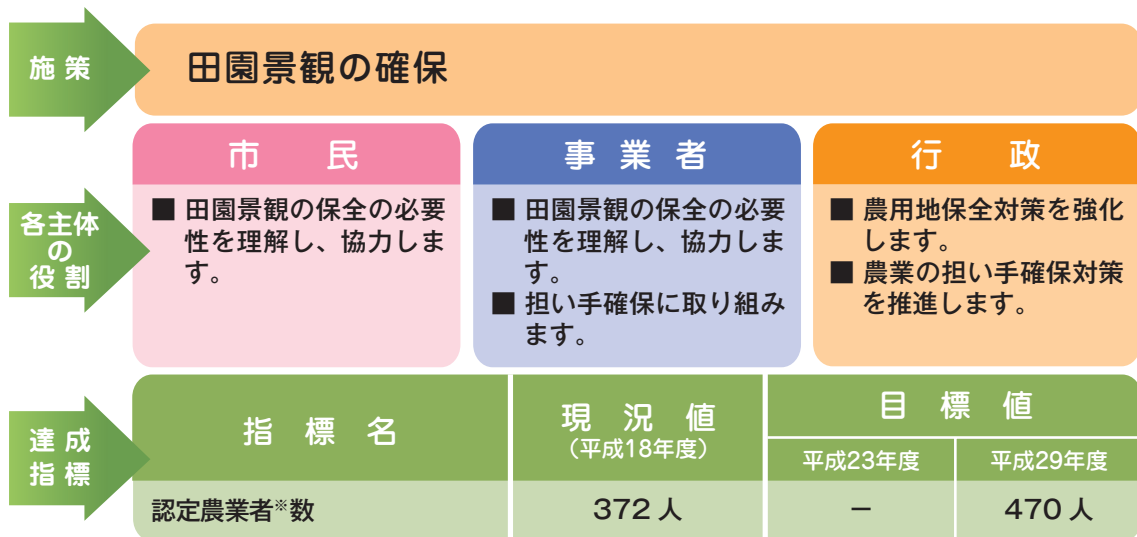 施策
田園景観の確保
市民
事業者
行政
各主体
の
役割
■ 田園景観の保全の必要
性を理解し、協力しま
す。
■ 田園景観の保全の必要
性を理解し、協力しま
す。
■ 担い手確保に取り組み
ます。
■ 農用地保全対策を強化
します。
■ 農業の担い手確保対策
を推進します。
達成
指標
指標名
現況値
（平成18年度）
目標値
平成23年度
平成29年度
認定農業者※数
372人
－
470人